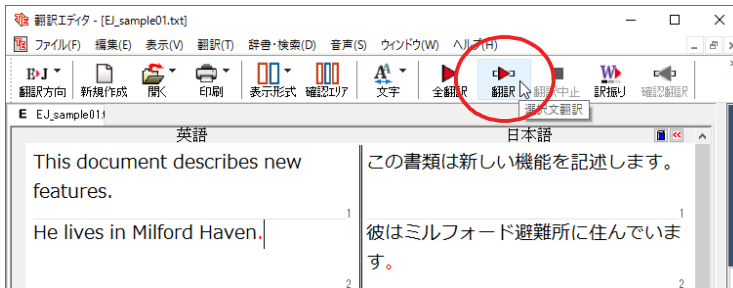 翻訳エディタ - [EJ_sample01.txt]
ファイル(F) 編集(E) 表示(V) 翻訳(T) 辞書・検索(D) 音声(S) ウィンドウ(W) ヘルプ(H)
E▸J
翻訳方向 新規作成 開く 印刷 表示形式 確認エリア 文字 全翻訳 翻訳 翻訳中止 訳振り 確認翻訳
選択文翻訳
E EJ_sample01.t
英語 日本語
This document describes new
features.
1
この書類は新しい機能を記述します。
1
He lives in Milford Haven.
2
彼はミルフォード避難所に住んでいま
す。
2